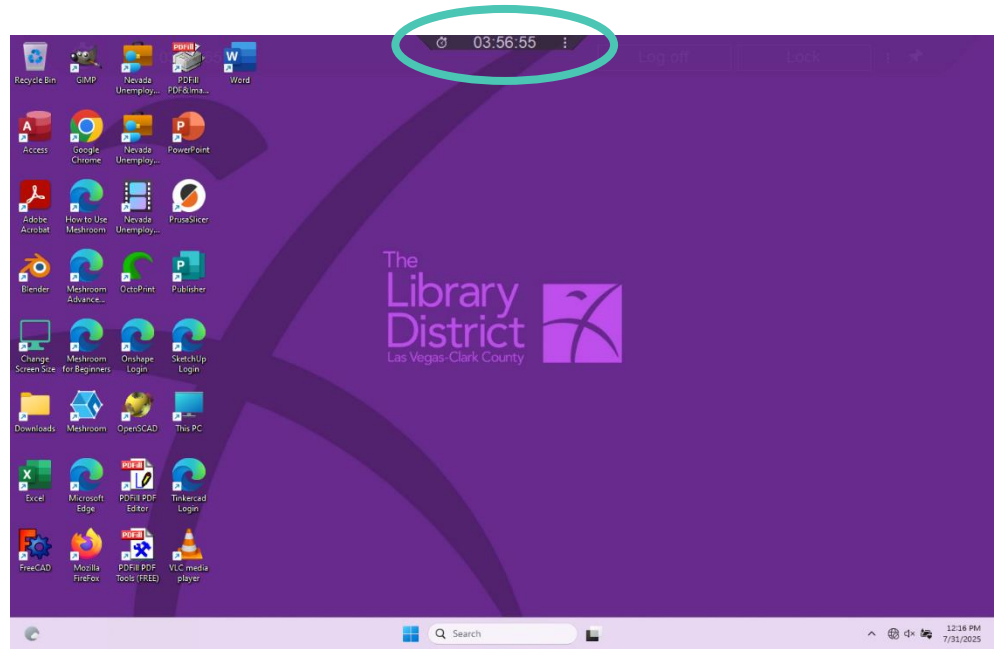 03:56:55
Log off Lock
Recycle Bin
GIMP
Nevada
Unemploy...
PDFill
PDF&Ima...
Word
Access
Google
Chrome
Nevada
Unemploy...
PowerPoint
Adobe
Acrobat
How to Use
Meshroom
Nevada
Unemploy...
PrusaSlicer
Blender
Meshroom
Advance...
OctoPrint
Publisher
Change
Screen Size
Meshroom
for Beginners
Onshape
Login
SketchUp
Login
Downloads
Meshroom
OpenSCAD
This PC
Excel
Microsoft
Edge
PDFill PDF
Editor
Tinkercad
Login
FreeCAD
Mozilla
FireFox
PDFill PDF
Tools (FREE)
VLC media
player
The
Library
District
Las Vegas-Clark County
Search
12:16 PM
7/31/2025